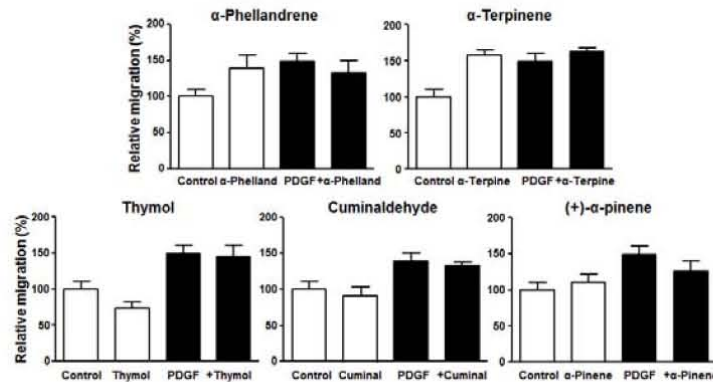 α-Phellandrene
α-Terpinene
Relative migration (%)
200
150
100
50
0
200
150
100
50
0
Control α-Phelland PDGF +α-Phelland
Control α-Terpine PDGF +α-Terpine
Thymol
Cuminaldehyde
(+)-α-pinene
Relative migration (%)
200
150
100
50
0
200
150
100
50
0
200
150
100
50
0
Control Thymol PDGF +Thymol
Control Cuminal PDGF +Cuminal
Control α-Pinene PDGF +α-Pinene